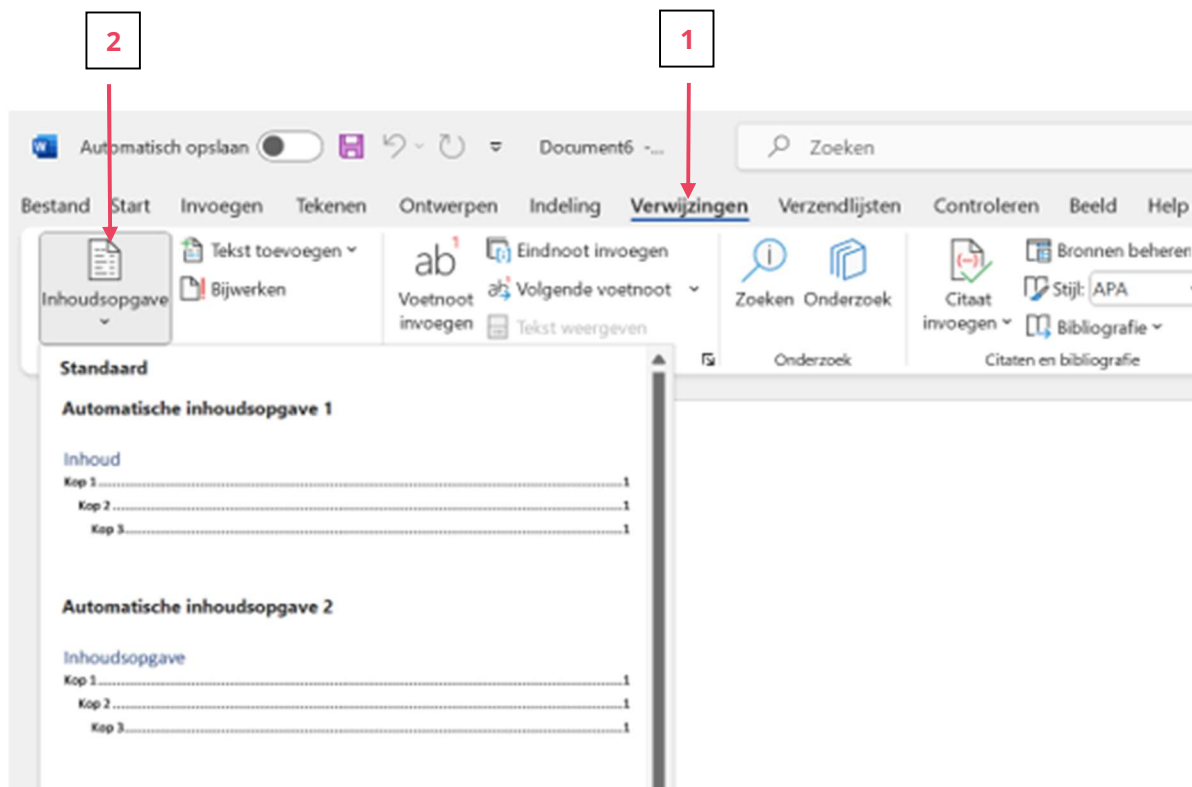 2
1
W
Automatisch opslaan
Document6 -...
Zoeken
Bestand Start Invoegen Tekenen Ontwerpen Indeling Verwijzingen Verzendlijsten Controleren Beeld Help
Inhoudsopgave
Tekst toevoegen
Bijwerken
ab1
Voetnoot
invoegen
Eindnoot invoegen
ab1 Volgende voetnoot
Tekst weergeven
Zoeken Onderzoek
Onderzoek
(-)
Citaat
invoegen
Bronnen beheren
Stijl: APA
Bibliografie
Citaten en bibliografie
Standaard
Automatische inhoudsopgave 1
Inhoud
Kop 1...1
Kop 2...1
Kop 3...1
Automatische inhoudsopgave 2
Inhoudsopgave
Kop 1...1
Kop 2...1
Kop 3...1